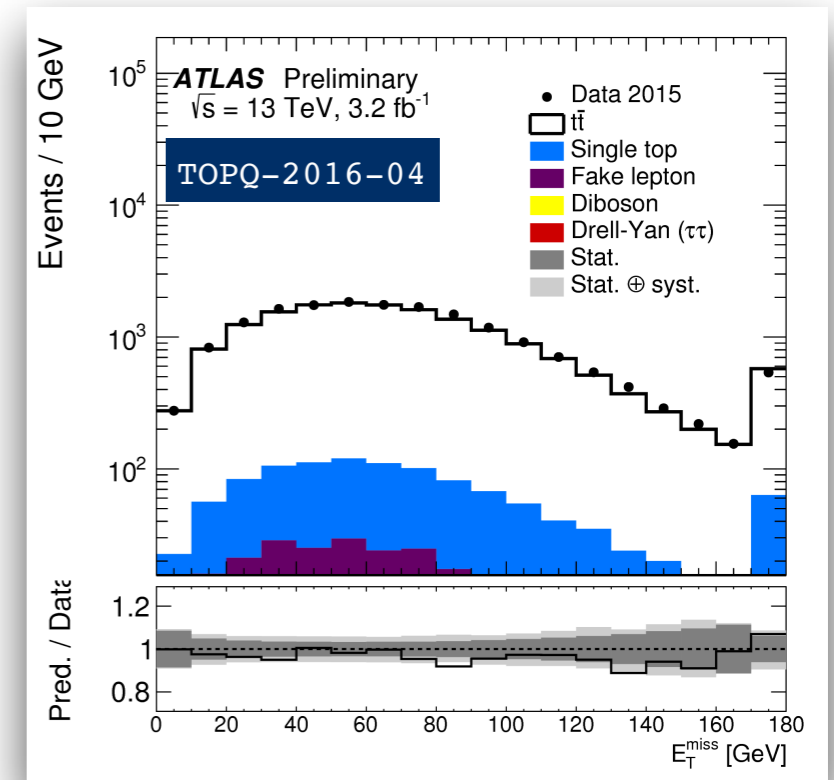 Events / 10 GeV
10⁵
10⁴
10³
10²
ATLAS Preliminary
√s = 13 TeV, 3.2 fb⁻¹
TOPQ-2016-04
Data 2015
tt̄
Single top
Fake lepton
Diboson
Drell-Yan (ττ)
Stat.
Stat. ⊕ syst.
Pred. / Data
1.2
1
0.8
0 20 40 60 80 100 120 140 160 180
E_T^miss [GeV]